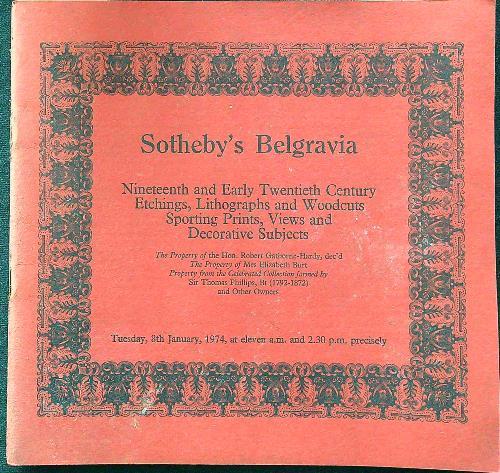 Sotheby's Belgravia
Nineteenth and Early Twentieth Century
Etchings, Lithographs and Woodcuts
Sporting Prints, Views and
Decorative Subjects
The Property of the Hon. Robert Gathorne-Hardy, dec'd
The Property of Mrs Elizabeth Burt
Property from the Celebrated Collection formed by
Sir Thomas Phillips, Bt (1792-1872)
and Other Owners
Tuesday, 8th January, 1974, at eleven a.m. and 2.30 p.m. precisely